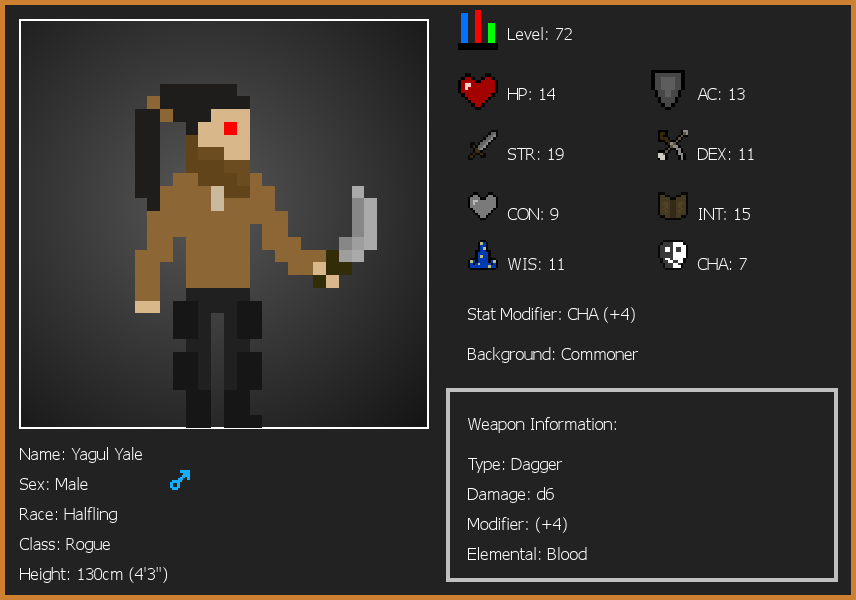 Level: 72
HP: 14
AC: 13
STR: 19
DEX: 11
CON: 9
INT: 15
WIS: 11
CHA: 7
Stat Modifier: CHA (+4)
Background: Commoner
Weapon Information:
Type: Dagger
Damage: d6
Modifier: (+4)
Elemental: Blood
Name: Yagul Yale
Sex: Male
Race: Halfling
Class: Rogue
Height: 130cm (4'3")